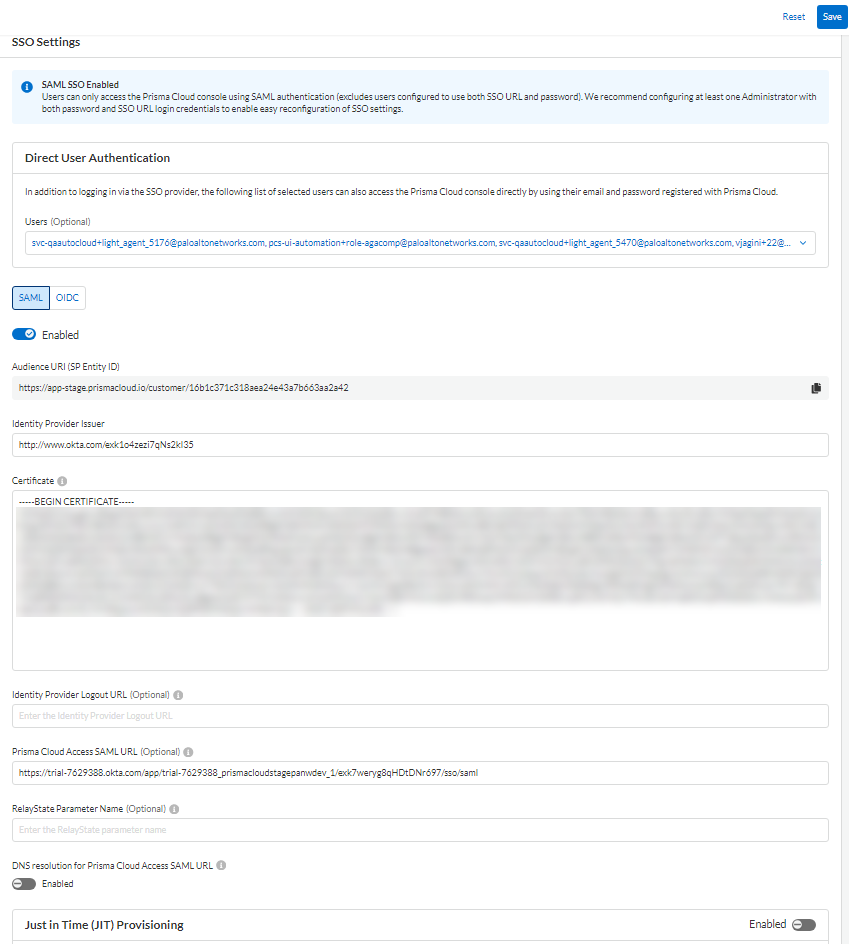 Reset Save
SSO Settings
SAML SSO Enabled
Users can only access the Prisma Cloud console using SAML authentication (excludes users configured to use both SSO URL and password). We recommend configuring at least one Administrator with
both password and SSO URL login credentials to enable easy reconfiguration of SSO settings.
Direct User Authentication
In addition to logging in via the SSO provider, the following list of selected users can also access the Prisma Cloud console directly by using their email and password registered with Prisma Cloud.
Users (Optional)
svc-qaautocloud+light_agent_5176@paloaltonetworks.com, pcs-ui-automation+role-agacomp@paloaltonetworks.com, svc-qaautocloud+light_agent_5470@paloaltonetworks.com, vjagini+22@...
SAML OIDC
Enabled
Audience URI (SP Entity ID)
https://app-stage.prismacloud.io/customer/16b1c371c318aea24e43a7b663aa2a42
Identity Provider Issuer
http://www.okta.com/exk1o4zezi7qNs2kI35
Certificate
-----BEGIN CERTIFICATE-----
Identity Provider Logout URL (Optional)
Enter the Identity Provider Logout URL
Prisma Cloud Access SAML URL (Optional)
https://trial-7629388.okta.com/app/trial-7629388_prismacloudstagepanwdev_1/exk7weryg8qHDtDNr697/sso/saml
RelayState Parameter Name (Optional)
Enter the RelayState parameter name
DNS resolution for Prisma Cloud Access SAML URL
Enabled
Just in Time (JIT) Provisioning Enabled